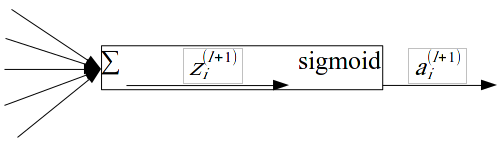 Σ z_i^(l+1) sigmoid a_i^(l+1)